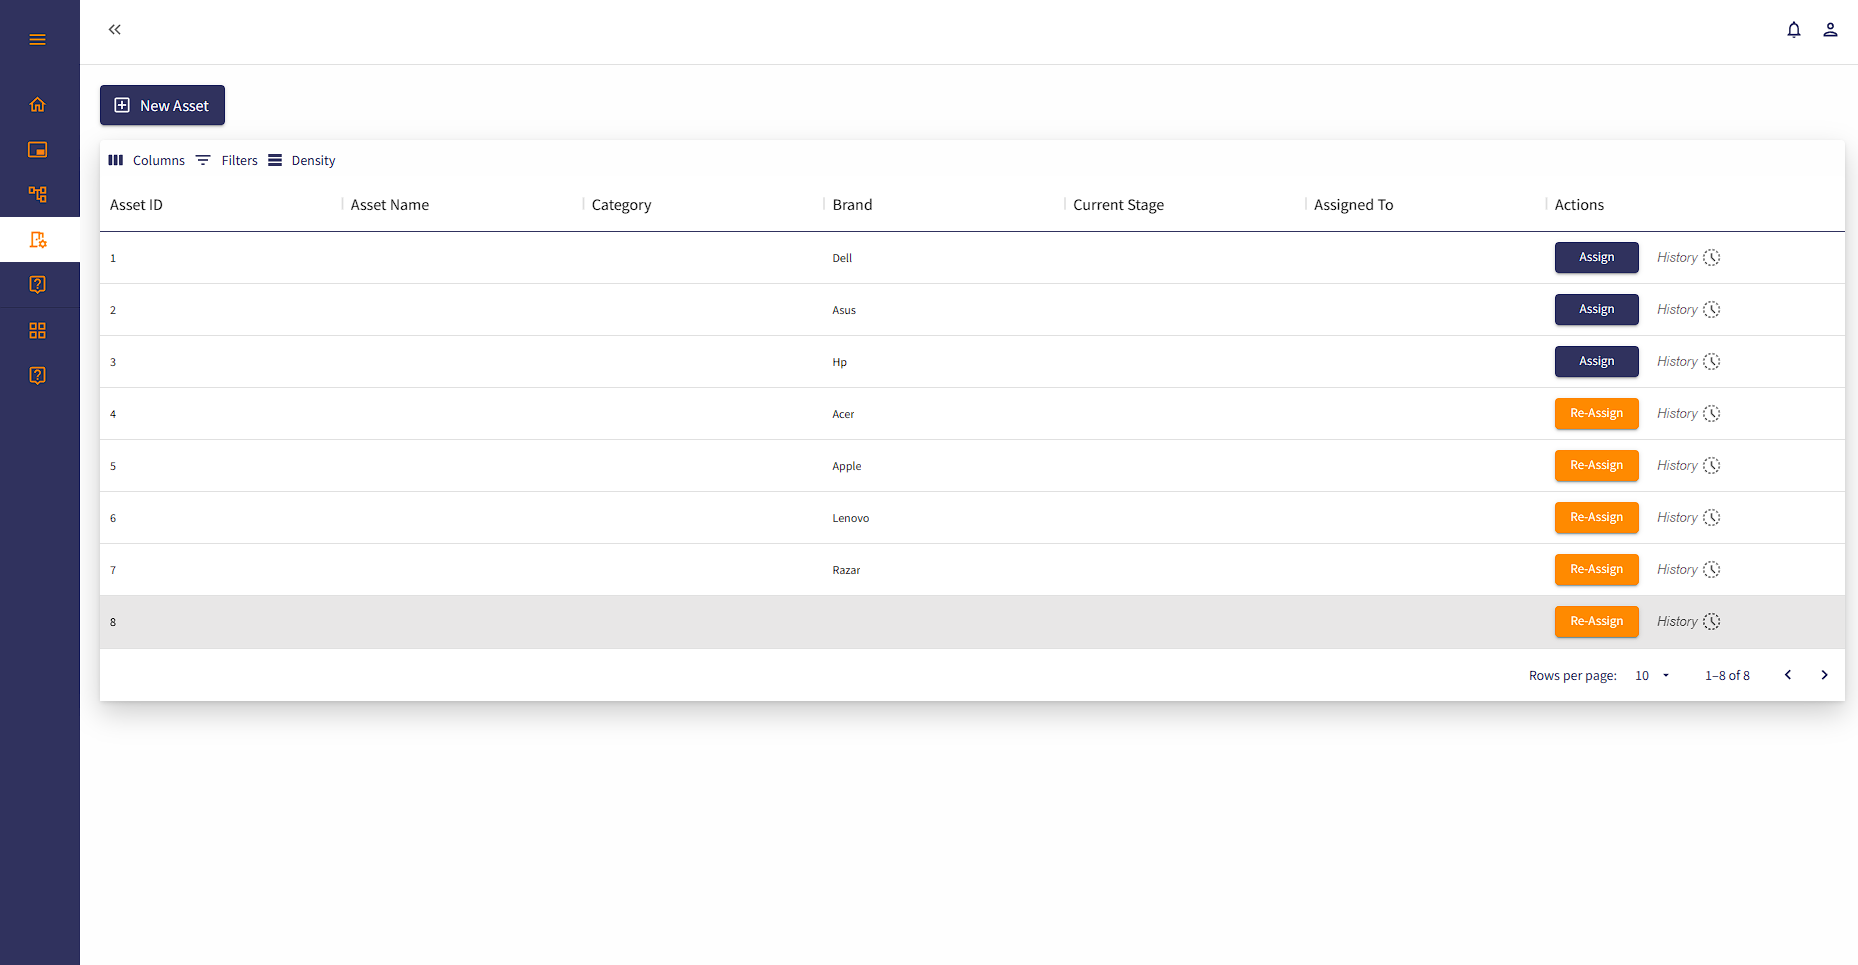 New Asset
Columns Filters Density
Asset ID Asset Name Category Brand Current Stage Assigned To Actions
1 Dell Assign History
2 Asus Assign History
3 Hp Assign History
4 Acer Re-Assign History
5 Apple Re-Assign History
6 Lenovo Re-Assign History
7 Razar Re-Assign History
8 Re-Assign History
Rows per page: 10 1–8 of 8